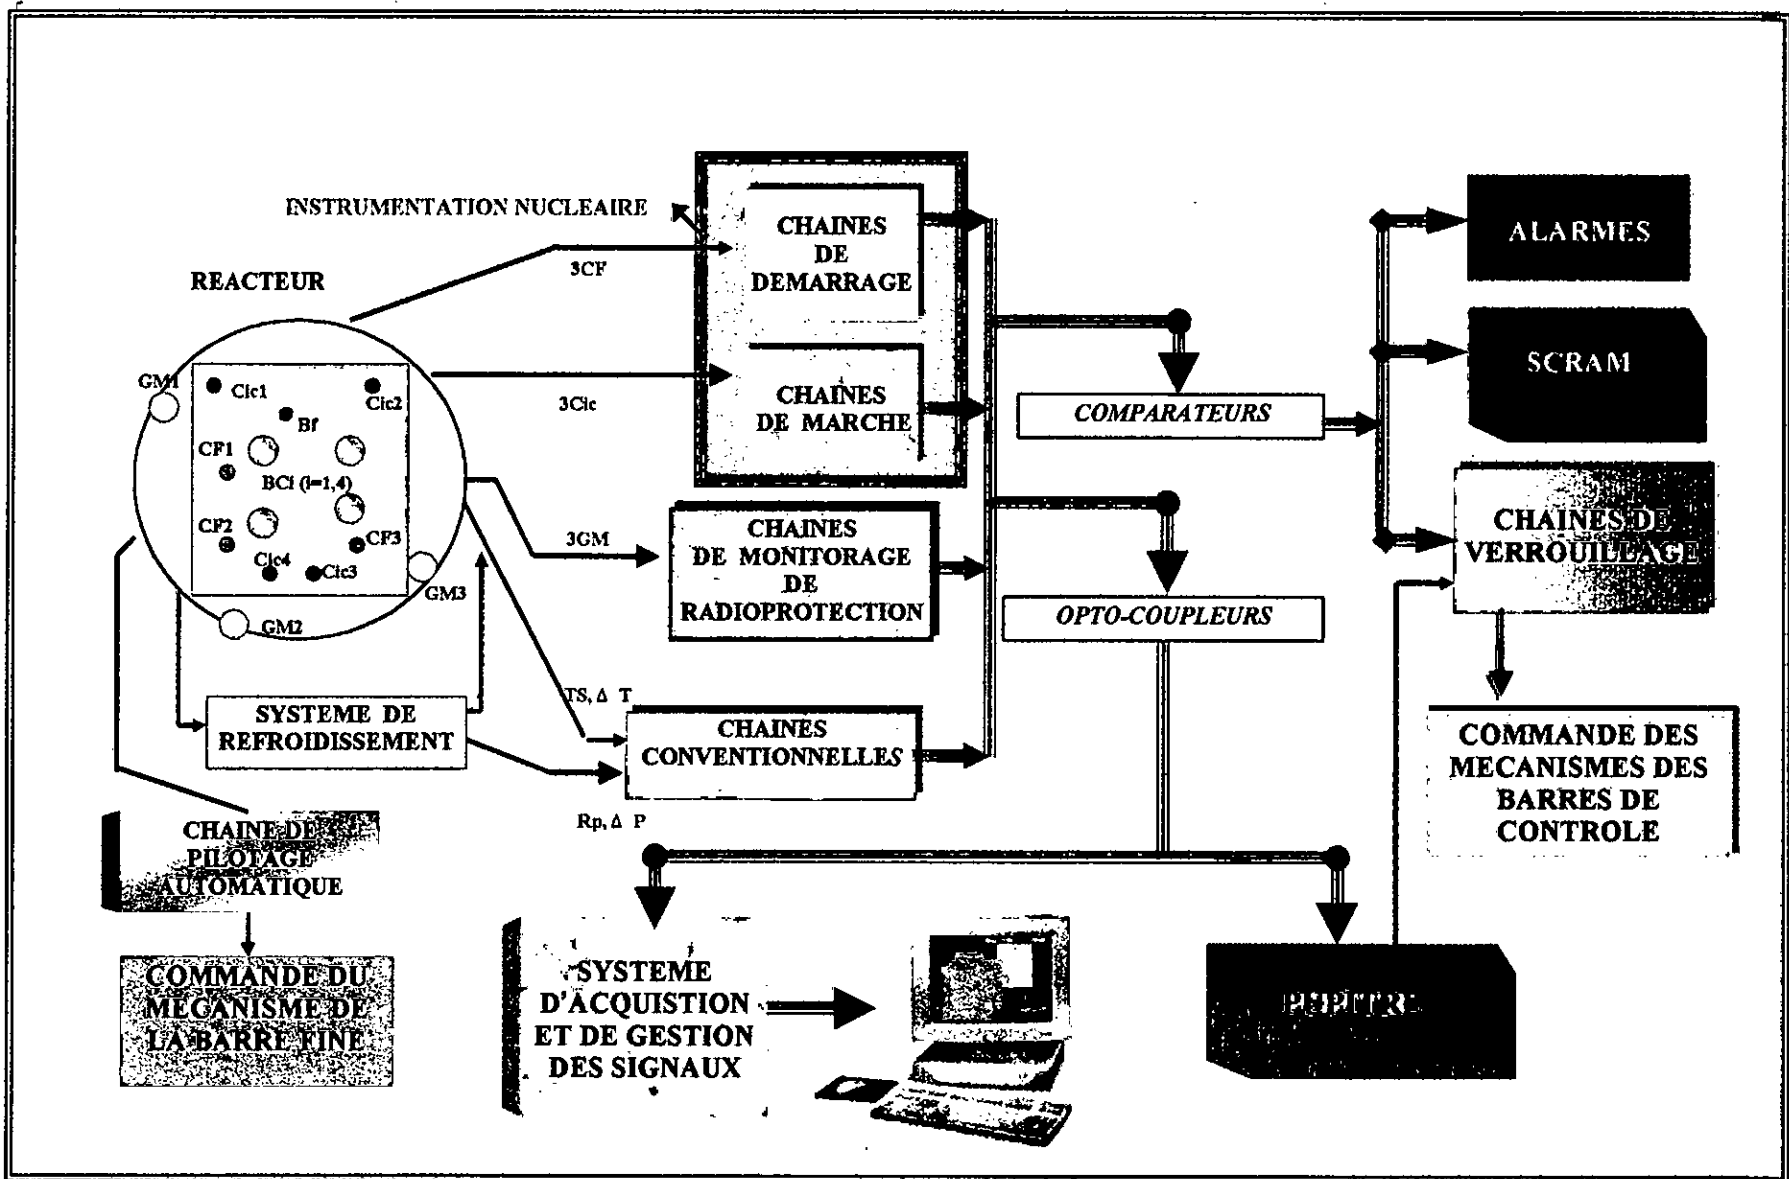 INSTRUMENTATION NUCLEAIRE
REACTEUR
GM1
Cic1
Cic2
Bf
CF1
BCi (i=1,4)
CF2
CF3
Cic4
Cic3
GM3
GM2
3CF
3Cic
3GM
TS, Δ T
Rp, Δ P
CHAINES
DE
DEMARRAGE
CHAINES
DE MARCHE
CHAINES
DE MONITORAGE
DE
RADIOPROTECTION
CHAINES
CONVENTIONNELLES
SYSTEME DE
REFROIDISSEMENT
CHAINE DE
PILOTAGE
AUTOMATIQUE
COMMANDE DU
MECANISME DE
LA BARRE FINE
COMPARATEURS
OPTO-COUPLEURS
ALARMES
SCRAM
CHAINES DE
VERROUILLAGE
COMMANDE DES
MECANISMES DES
BARRES DE
CONTROLE
SYSTEME
D'ACQUISTION
ET DE GESTION
DES SIGNAUX
PUPITRE